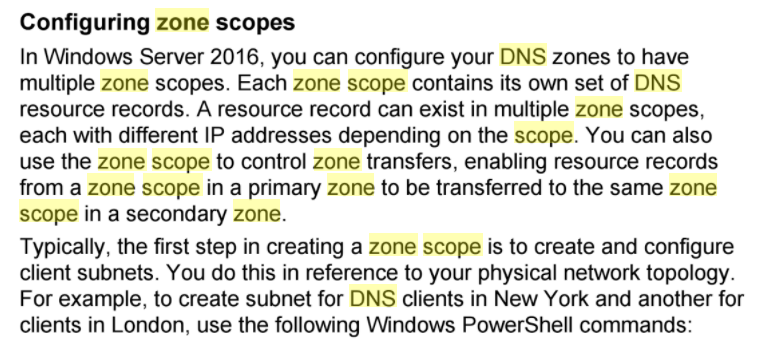 Configuring zone scopes
In Windows Server 2016, you can configure your DNS zones to have
multiple zone scopes. Each zone scope contains its own set of DNS
resource records. A resource record can exist in multiple zone scopes,
each with different IP addresses depending on the scope. You can also
use the zone scope to control zone transfers, enabling resource records
from a zone scope in a primary zone to be transferred to the same zone
scope in a secondary zone.
Typically, the first step in creating a zone scope is to create and configure
client subnets. You do this in reference to your physical network topology.
For example, to create subnet for DNS clients in New York and another for
clients in London, use the following Windows PowerShell commands: